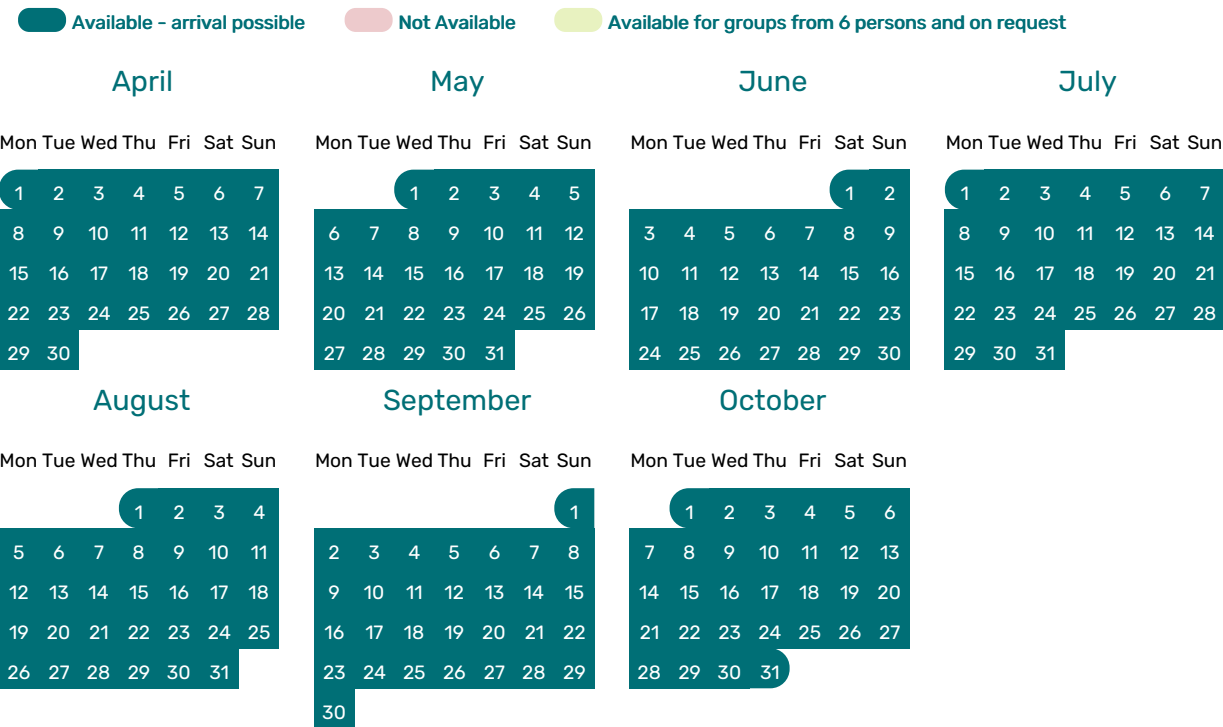 Available - arrival possible Not Available Available for groups from 6 persons and on request
April May June July
Mon Tue Wed Thu Fri Sat Sun Mon Tue Wed Thu Fri Sat Sun Mon Tue Wed Thu Fri Sat Sun Mon Tue Wed Thu Fri Sat Sun
1 2 3 4 5 6 7 1 2 3 4 5 1 2 1 2 3 4 5 6 7
8 9 10 11 12 13 14 6 7 8 9 10 11 12 3 4 5 6 7 8 9 8 9 10 11 12 13 14
15 16 17 18 19 20 21 13 14 15 16 17 18 19 10 11 12 13 14 15 16 15 16 17 18 19 20 21
22 23 24 25 26 27 28 20 21 22 23 24 25 26 17 18 19 20 21 22 23 22 23 24 25 26 27 28
29 30 27 28 29 30 31 24 25 26 27 28 29 30 29 30 31
August September October
Mon Tue Wed Thu Fri Sat Sun Mon Tue Wed Thu Fri Sat Sun Mon Tue Wed Thu Fri Sat Sun
1 2 3 4 1 1 2 3 4 5 6
5 6 7 8 9 10 11 2 3 4 5 6 7 8 7 8 9 10 11 12 13
12 13 14 15 16 17 18 9 10 11 12 13 14 15 14 15 16 17 18 19 20
19 20 21 22 23 24 25 16 17 18 19 20 21 22 21 22 23 24 25 26 27
26 27 28 29 30 31 23 24 25 26 27 28 29 28 29 30 31
30